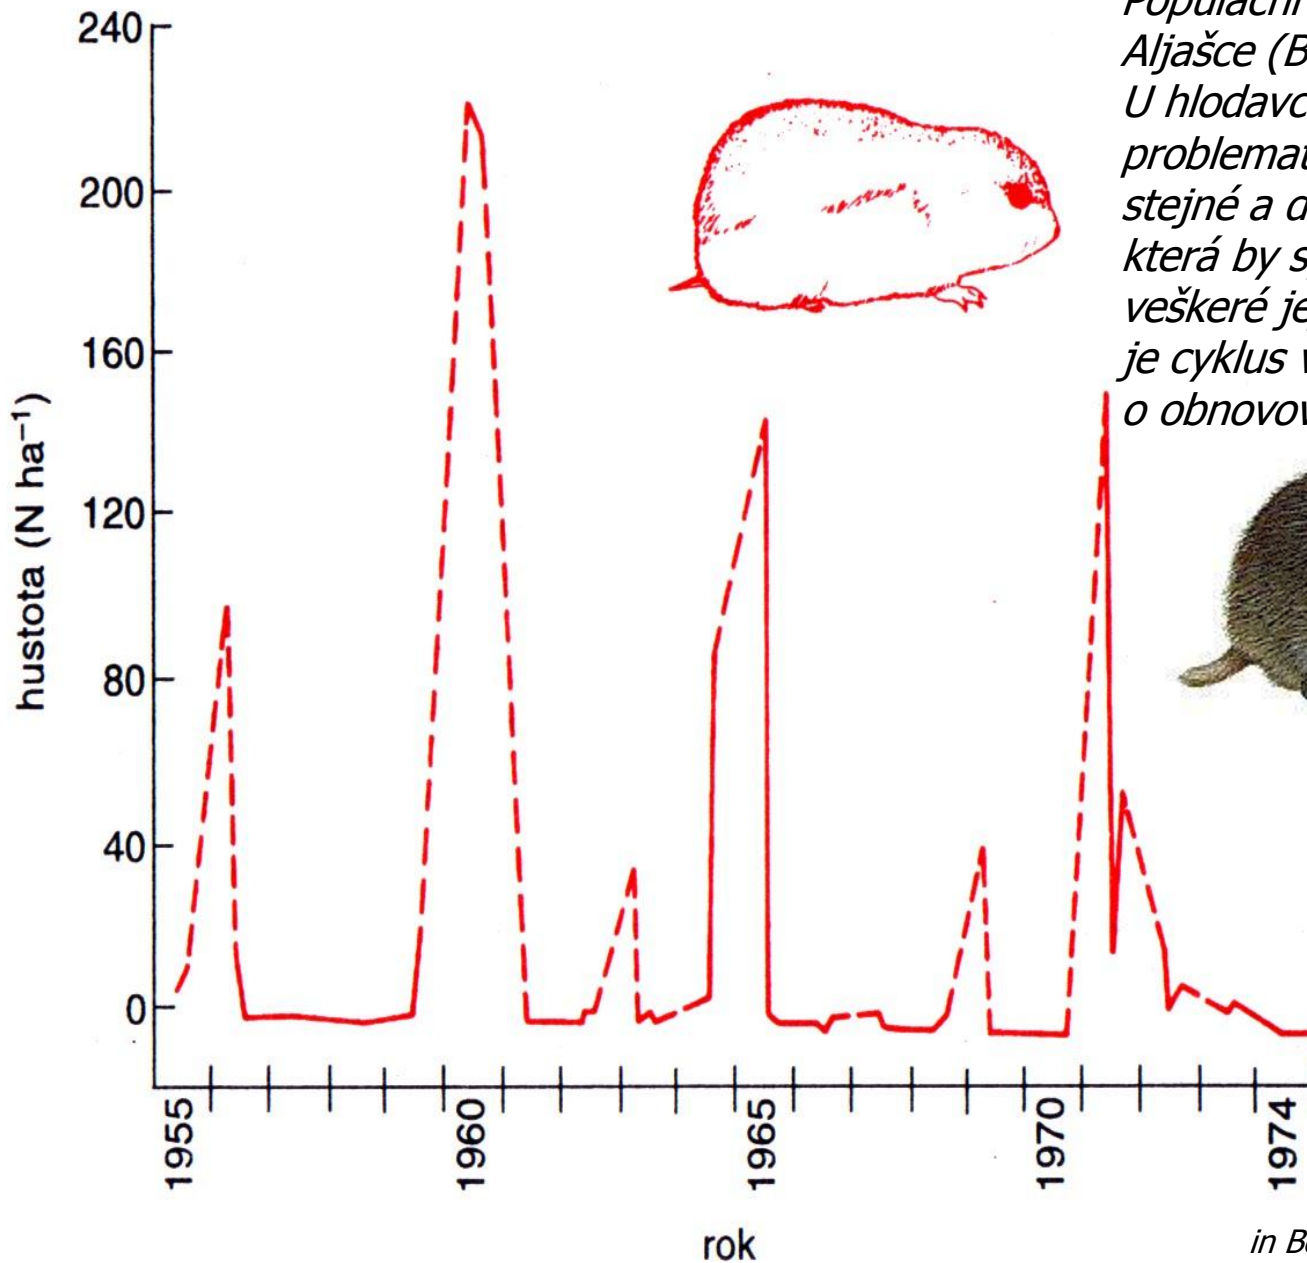 Populační
Aljašce (B
U hlodavc
problemat
stejné a d
která by s
veškeré je
je cyklus v
o obnovov
240
200
160
120
80
40
0
hustota (N ha⁻¹)
1955
1960
1965
1970
1974
rok
in B